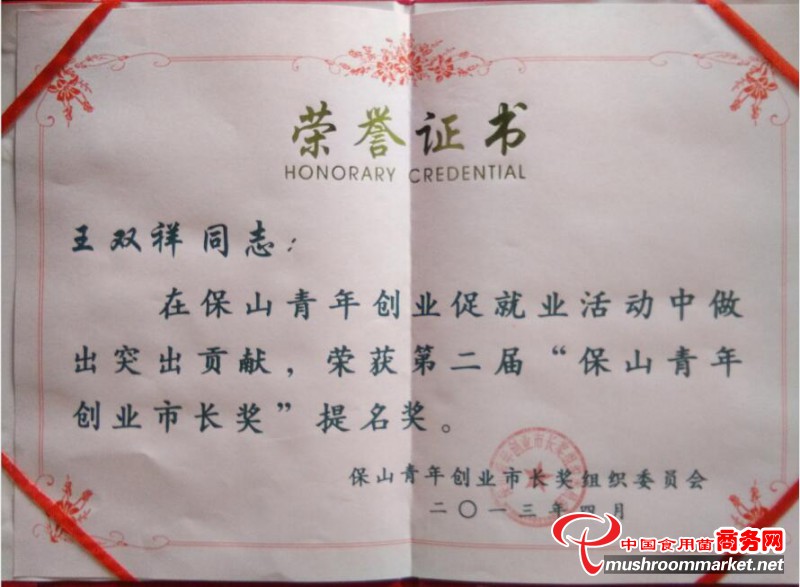 荣誉证书
HONORARY CREDENTIAL
王双祥同志：
在保山青年创业促就业活动中做
出突出贡献，荣获第二届“保山青年
创业市长奖”提名奖。
保山青年创业市长奖组织委员会
二〇一三年四月
中国食用菌商务网
mushroommarket.net